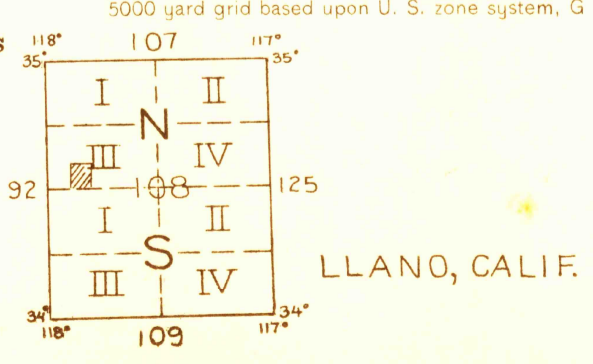 5000 yard grid based upon U. S. zone system, G
s 118° 107 117°
35° 35°
I II
N
III IV
92 108 125
I II
S
III IV
LLANO, CALIF.
34° 34°
118° 109 117°